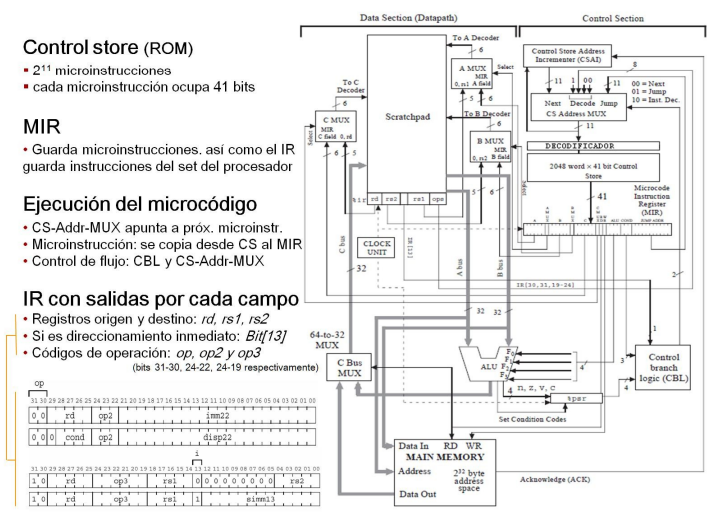 Control store (ROM)
▪ 2¹¹ microinstrucciones
▪ cada microinstrucción ocupa 41 bits
MIR
• Guarda microinstrucciones. así como el IR
guarda instrucciones del set del procesador
Ejecución del microcódigo
• CS-Addr-MUX apunta a próx. microinstr.
• Microinstrucción: se copia desde CS al MIR
• Control de flujo: CBL y CS-Addr-MUX
IR con salidas por cada campo
• Registros origen y destino: rd, rs1, rs2
• Si es direccionamiento inmediato: Bit[13]
• Códigos de operación: op, op2 y op3
(bits 31-30, 24-22, 24-19 respectivamente)
op
31 30 29 28 27 26 25 24 23 22 21 20 19 18 17 16 15 14 13 12 11 10 09 08 07 06 05 04 03 02 01 00
0 0 rd op2 imm22
0 0 0 cond op2 disp22
i
31 30 29 28 27 26 25 24 23 22 21 20 19 18 17 16 15 14 13 12 11 10 09 08 07 06 05 04 03 02 01 00
1 0 rd op3 rs1 0 0 0 0 0 0 0 0 0 rs2
1 0 rd op3 rs1 1 simm13
Data Section (Datapath)
Control Section
To A Decoder
6
A MUX
MIR
0, rs1 A field
Select
5
6
To C
Decoder
6
C MUX
MIR
C field 0, rd
Select
6
5
Scratchpad
To B Decoder
6
B MUX
MIR
0, rs2 B field
Select
5
6
%ir
rd
rs2
rs1
ops
CLOCK
UNIT
IR[13]
C bus
32
A bus
B bus
32
32
64-to-32
MUX
C Bus
MUX
ALU
F0
F1
F2
F3
4
4
n, z, v, c
%psr
4
Set Condition Codes
Data In RD WR
MAIN MEMORY
Address
2³² byte
address
space
Data Out
Acknowledge (ACK)
Control Store Address
Incrementer (CSAI)
11
1 00
11
8
00 = Next
01 = Jump
10 = Inst. Dec.
Next Decode Jump
CS Address MUX
11
DECODIFICADOR
2048 word × 41 bit Control
Store
41
Microcode
Instruction
Register
(MIR)
A
B
C
ALU
COND
JUMP ADDR
IR[30,31,19-24]
2
1
3
Control
branch
logic (CBL)